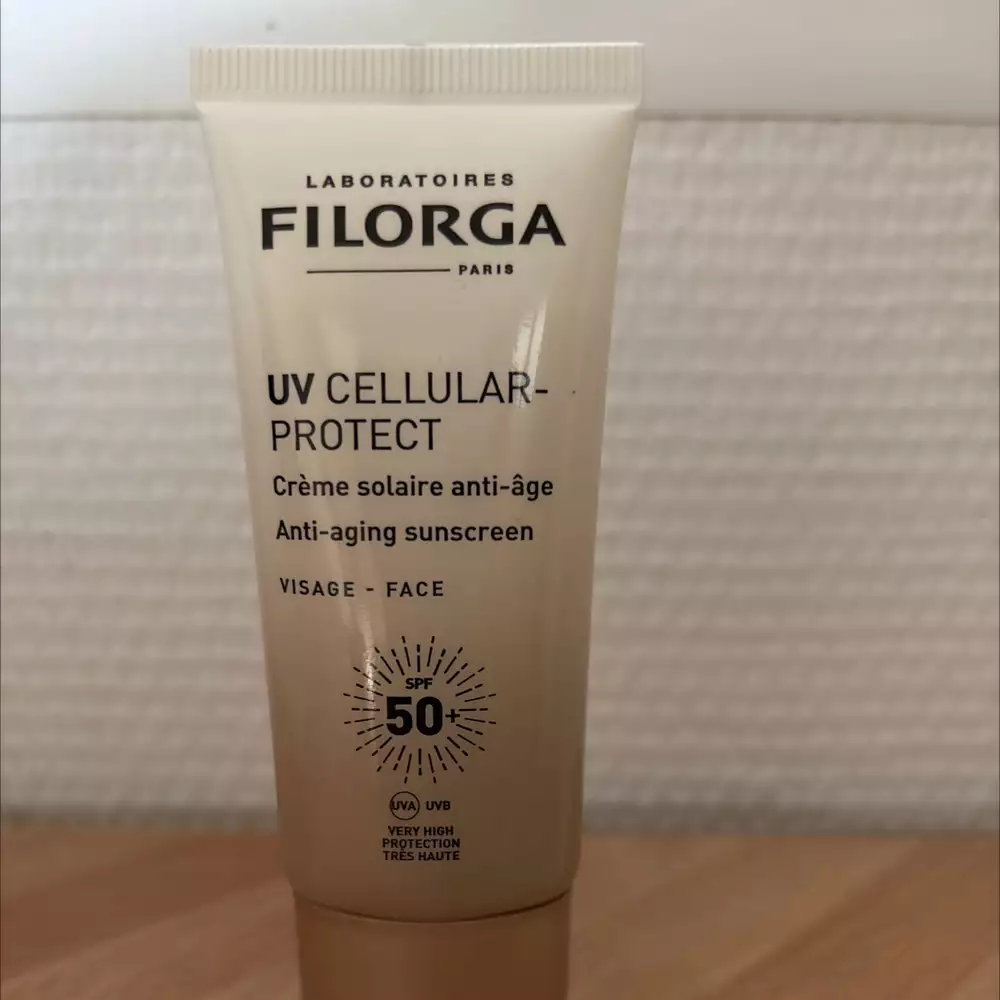 LABORATOIRES
FILORGA
PARIS
UV CELLULAR-
PROTECT
Crème solaire anti-âge
Anti-aging sunscreen
VISAGE - FACE
SPF
50+
UVA UVB
VERY HIGH
PROTECTION
TRÈS HAUTE